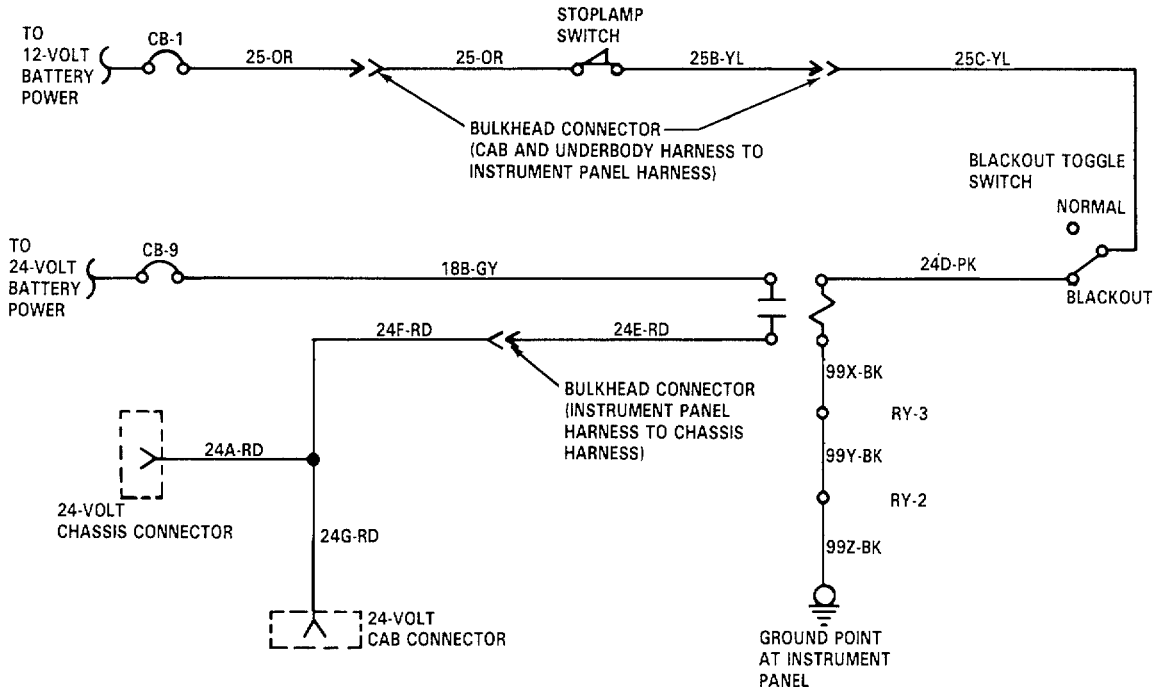 STOPLAMP
SWITCH
TO
12-VOLT
BATTERY
POWER
CB-1
25-OR
25-OR
25B-YL
25C-YL
BULKHEAD CONNECTOR
(CAB AND UNDERBODY HARNESS TO
INSTRUMENT PANEL HARNESS)
BLACKOUT TOGGLE
SWITCH
NORMAL
TO
24-VOLT
BATTERY
POWER
CB-9
18B-GY
24D-PK
BLACKOUT
24F-RD
24E-RD
BULKHEAD CONNECTOR
(INSTRUMENT PANEL
HARNESS TO CHASSIS
HARNESS)
99X-BK
RY-3
99Y-BK
RY-2
99Z-BK
24A-RD
24-VOLT
CHASSIS CONNECTOR
24G-RD
24-VOLT
CAB CONNECTOR
GROUND POINT
AT INSTRUMENT
PANEL